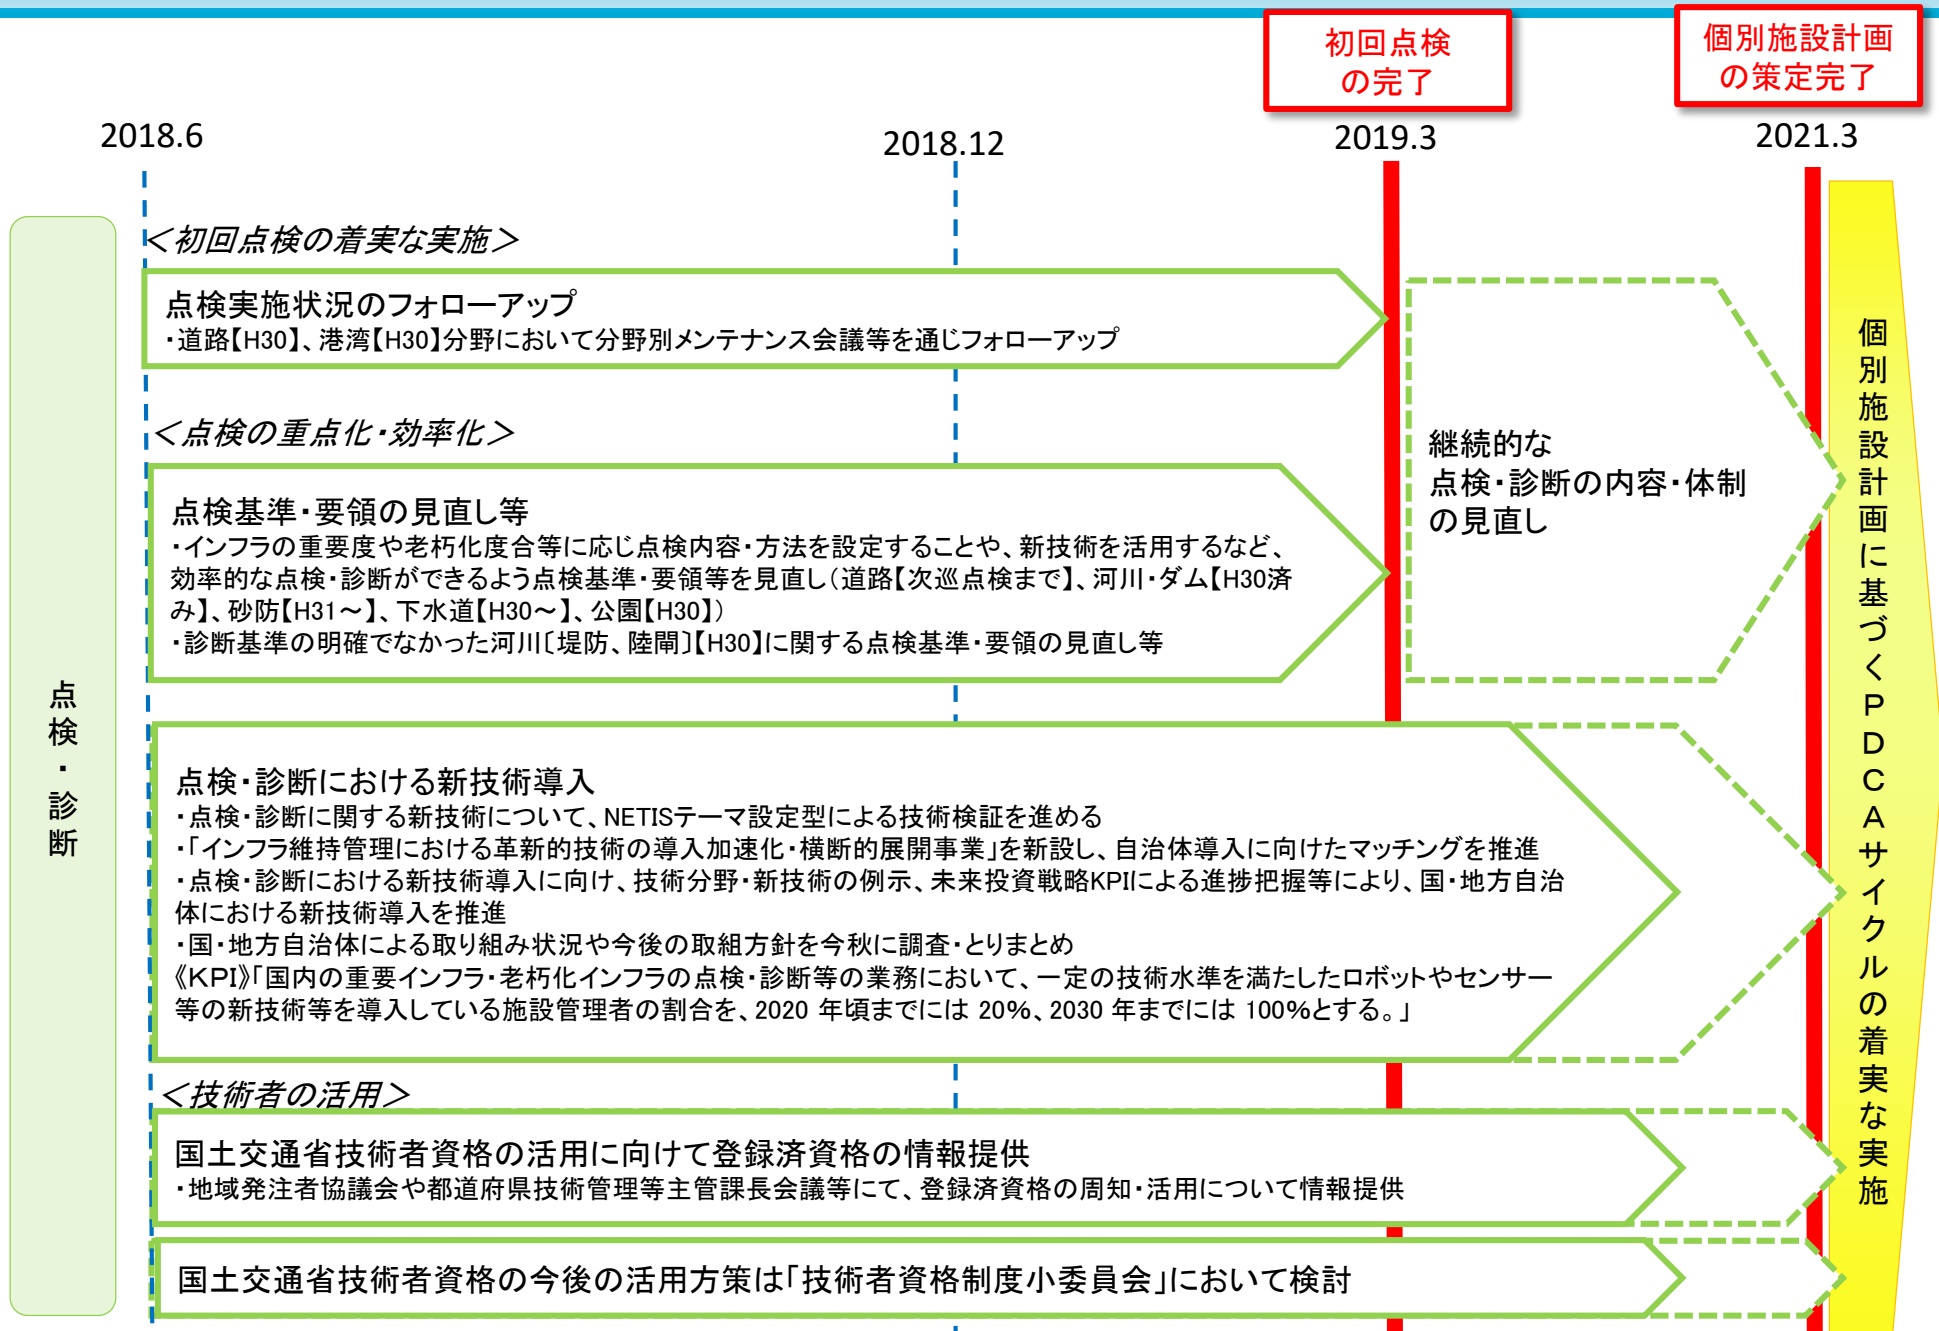 初回点検
の完了
個別施設計画
の策定完了
2018.6
2018.12
2019.3
2021.3
点検・診断
＜初回点検の着実な実施＞
点検実施状況のフォローアップ
・道路【H30】、港湾【H30】分野において分野別メンテナンス会議等を通じフォローアップ
＜点検の重点化・効率化＞
点検基準・要領の見直し等
・インフラの重要度や老朽化度合等に応じ点検内容・方法を設定することや、新技術を活用するなど、
効率的な点検・診断ができるよう点検基準・要領等を見直し（道路【次巡点検まで】、河川・ダム【H30済
み】、砂防【H31～】、下水道【H30～】、公園【H30】）
・診断基準の明確でなかった河川〔堤防、陸閘〕【H30】に関する点検基準・要領の見直し等
継続的な
点検・診断の内容・体制
の見直し
点検・診断における新技術導入
・点検・診断に関する新技術について、NETISテーマ設定型による技術検証を進める
・「インフラ維持管理における革新的技術の導入加速化・横断的展開事業」を新設し、自治体導入に向けたマッチングを推進
・点検・診断における新技術導入に向け、技術分野・新技術の例示、未来投資戦略KPIによる進捗把握等により、国・地方自治
体における新技術導入を推進
・国・地方自治体による取り組み状況や今後の取組方針を今秋に調査・とりまとめ
《KPI》「国内の重要インフラ・老朽化インフラの点検・診断等の業務において、一定の技術水準を満たしたロボットやセンサー
等の新技術等を導入している施設管理者の割合を、2020 年頃までには 20%、2030 年までには 100%とする。」
＜技術者の活用＞
国土交通省技術者資格の活用に向けて登録済資格の情報提供
・地域発注者協議会や都道府県技術管理等主管課長会議等にて、登録済資格の周知・活用について情報提供
国土交通省技術者資格の今後の活用方策は「技術者資格制度小委員会」において検討
個別施設計画に基づくＰＤＣＡサイクルの着実な実施